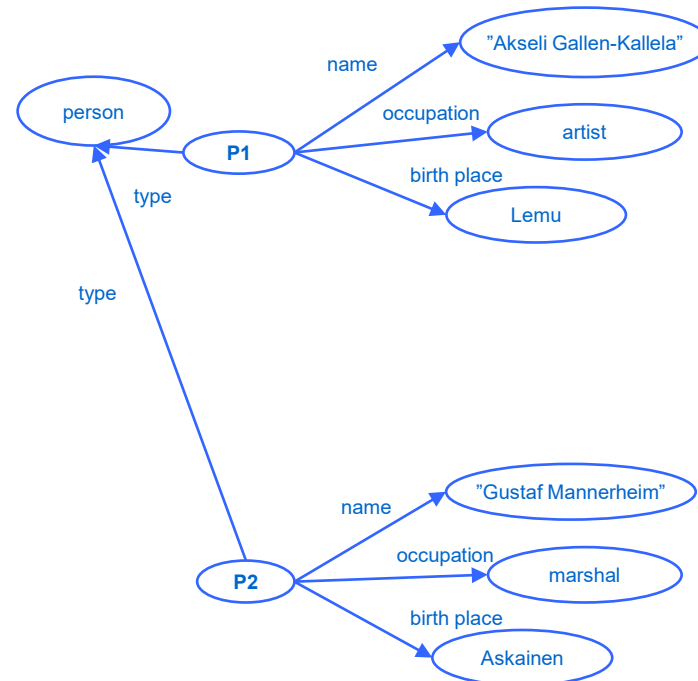 ”Akseli Gallen-Kallela”
name
person
occupation
artist
P1
birth place
type
Lemu
type
”Gustaf Mannerheim”
name
occupation
marshal
P2
birth place
Askainen